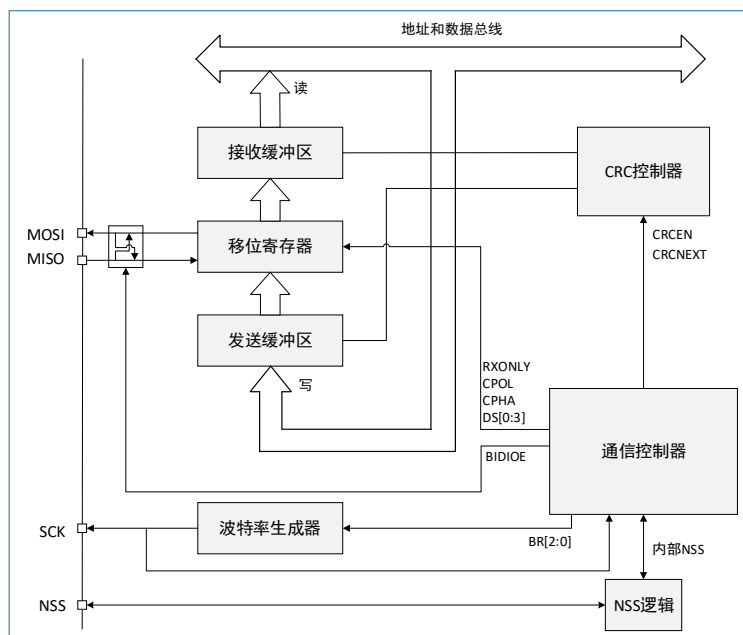 地址和数据总线
读
接收缓冲区
CRC控制器
MOSI
移位寄存器
CRCEN
MISO
CRCNEXT
发送缓冲区
RXONLY
写
CPOL
CPHA
DS[0:3]
通信控制器
BIDIOE
SCK
波特率生成器
BR[2:0]
内部NSS
NSS
NSS逻辑